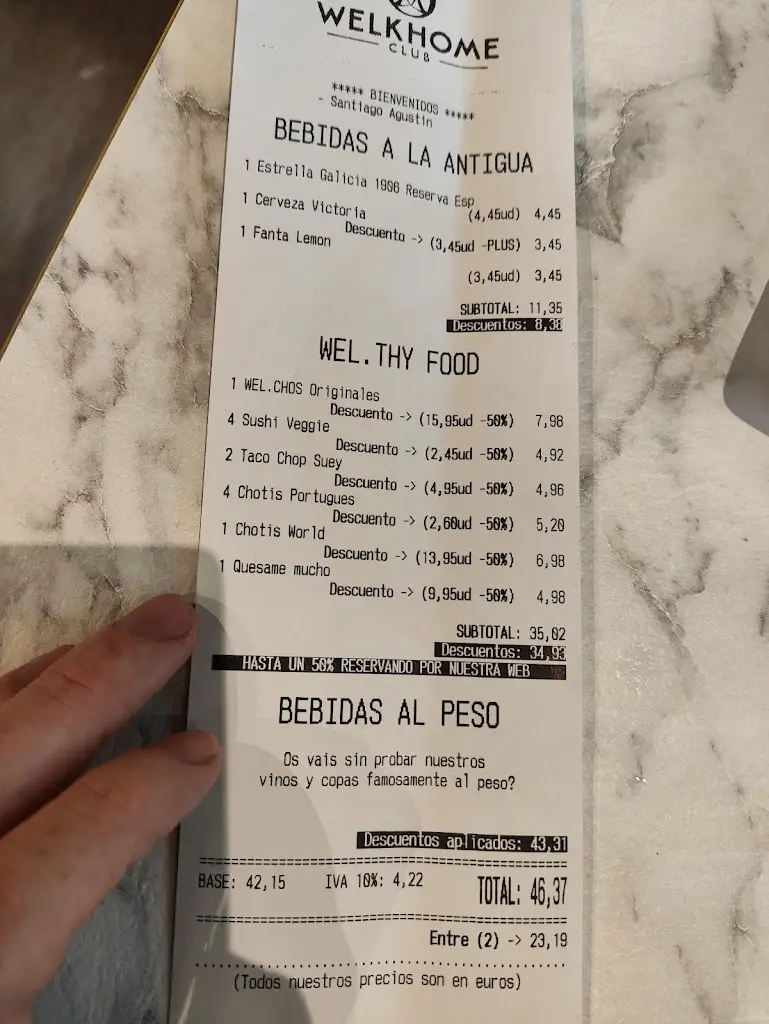 WELKHOME
CLUB
***** BIENVENIDOS *****
- Santiago Agustin
BEBIDAS A LA ANTIGUA
1 Estrella Galicia 1906 Reserva Esp
(4,45ud) 4,45
1 Cerveza Victoria
Descuento -> (3,45ud -PLUS) 3,45
1 Fanta Lemon
(3,45ud) 3,45
SUBTOTAL: 11,35
Descuentos: 8,38
WEL.THY FOOD
1 WEL.CHOS Originales
Descuento -> (15,95ud -50%) 7,98
4 Sushi Veggie
Descuento -> (2,45ud -50%) 4,92
2 Taco Chop Suey
Descuento -> (4,95ud -50%) 4,96
4 Chotis Portugues
Descuento -> (2,60ud -50%) 5,20
1 Chotis World
Descuento -> (13,95ud -50%) 6,98
1 Quesame mucho
Descuento -> (9,95ud -50%) 4,98
SUBTOTAL: 35,02
Descuentos: 34,93
HASTA UN 50% RESERVANDO POR NUESTRA WEB
BEBIDAS AL PESO
Os vais sin probar nuestros
vinos y copas famosamente al peso?
Descuentos aplicados: 43,31
BASE: 42,15 IVA 10%: 4,22 TOTAL: 46,37
Entre (2) -> 23,19
(Todos nuestros precios son en euros)